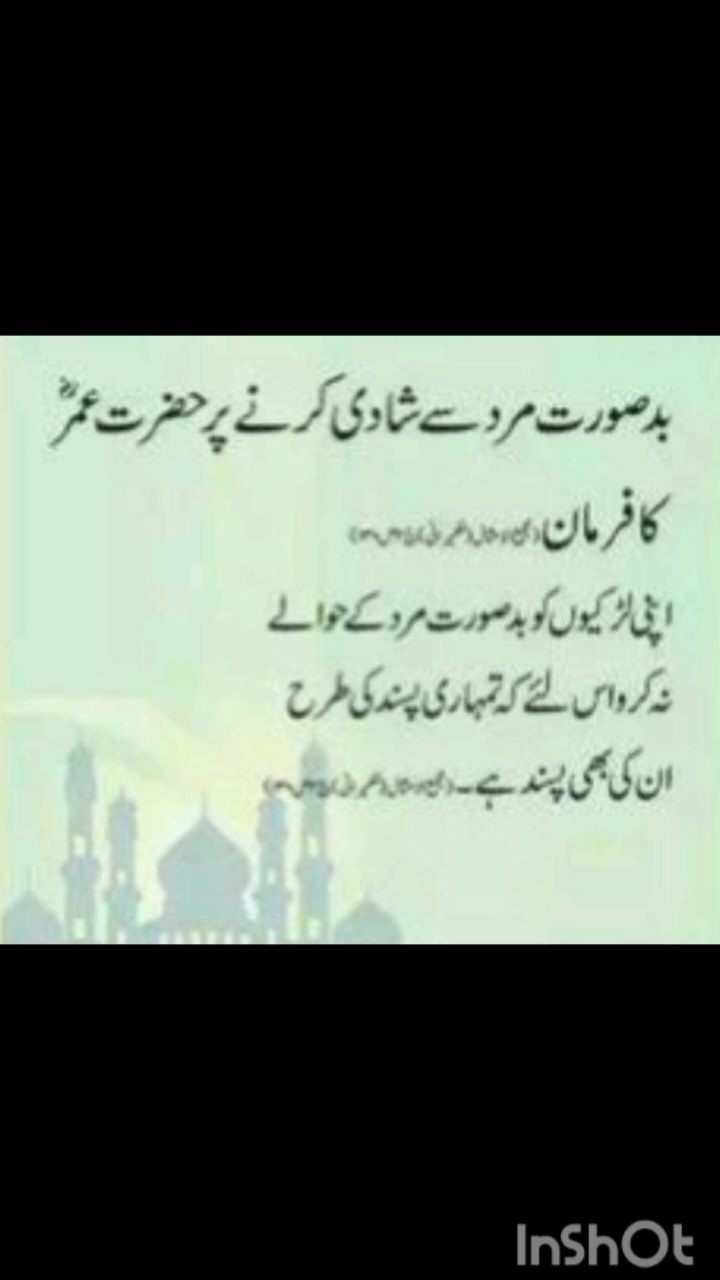 بدصورت مرد سے شادی کرنے پر حضرت عمرؓ
کا فرمان
اپنی لڑکیوں کو بدصورت مرد کے حوالے
نہ کرو اس لئے کہ تمہاری پسند کی طرح
ان کی بھی پسند ہے۔
InShOt